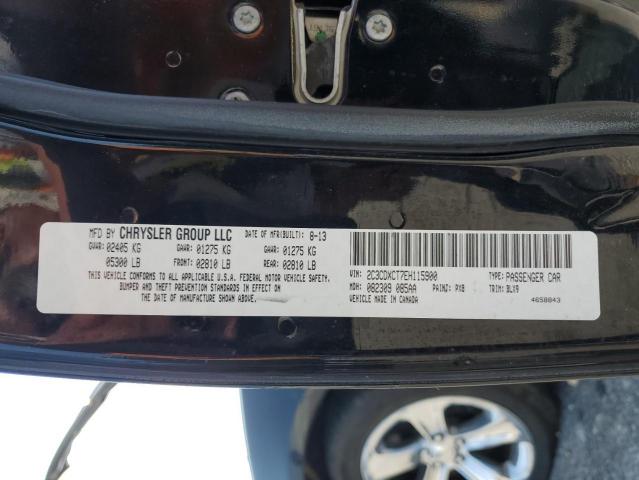 MFD BY CHRYSLER GROUP LLC DATE OF MFR(BUILT): 8-13
GVWR: 02405 KG GAWR: 01275 KG GAWR: 01275 KG
05300 LB FRONT: 02810 LB REAR: 02810 LB
THIS VEHICLE CONFORMS TO ALL APPLICABLE U.S.A. FEDERAL MOTOR VEHICLE SAFETY,
BUMPER AND THEFT PREVENTION STANDARDS IN EFFECT ON
THE DATE OF MANUFACTURE SHOWN ABOVE.
VIN: 2C3CDXCT7EH115900 TYPE: PASSENGER CAR
MDH: 082309 085AA PAINT: PX8 TRIM: BLX9
VEHICLE MADE IN CANADA 4658843